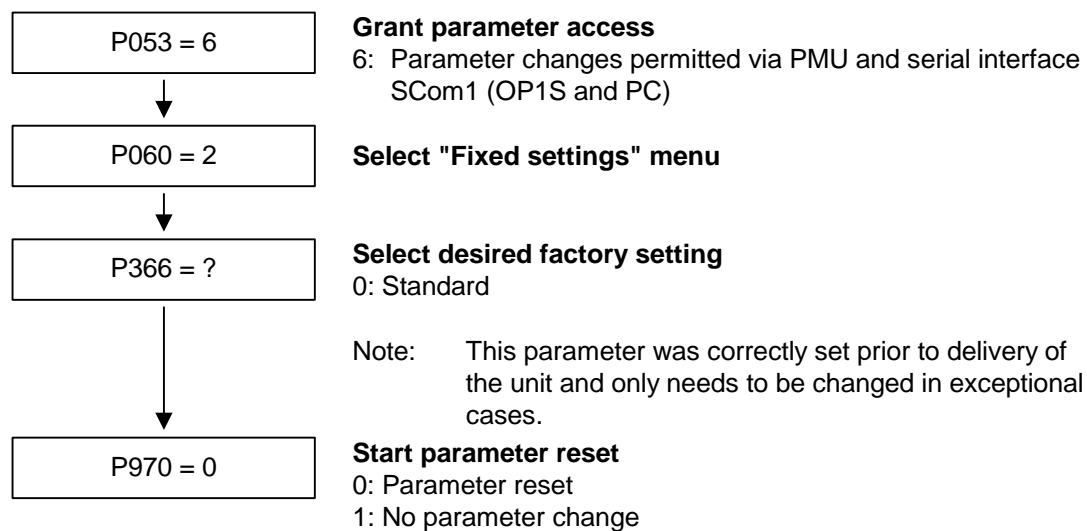 P053 = 6
Grant parameter access
6: Parameter changes permitted via PMU and serial interface
SCom1 (OP1S and PC)
P060 = 2
Select "Fixed settings" menu
P366 = ?
Select desired factory setting
0: Standard
Note: This parameter was correctly set prior to delivery of
the unit and only needs to be changed in exceptional
cases.
P970 = 0
Start parameter reset
0: Parameter reset
1: No parameter change